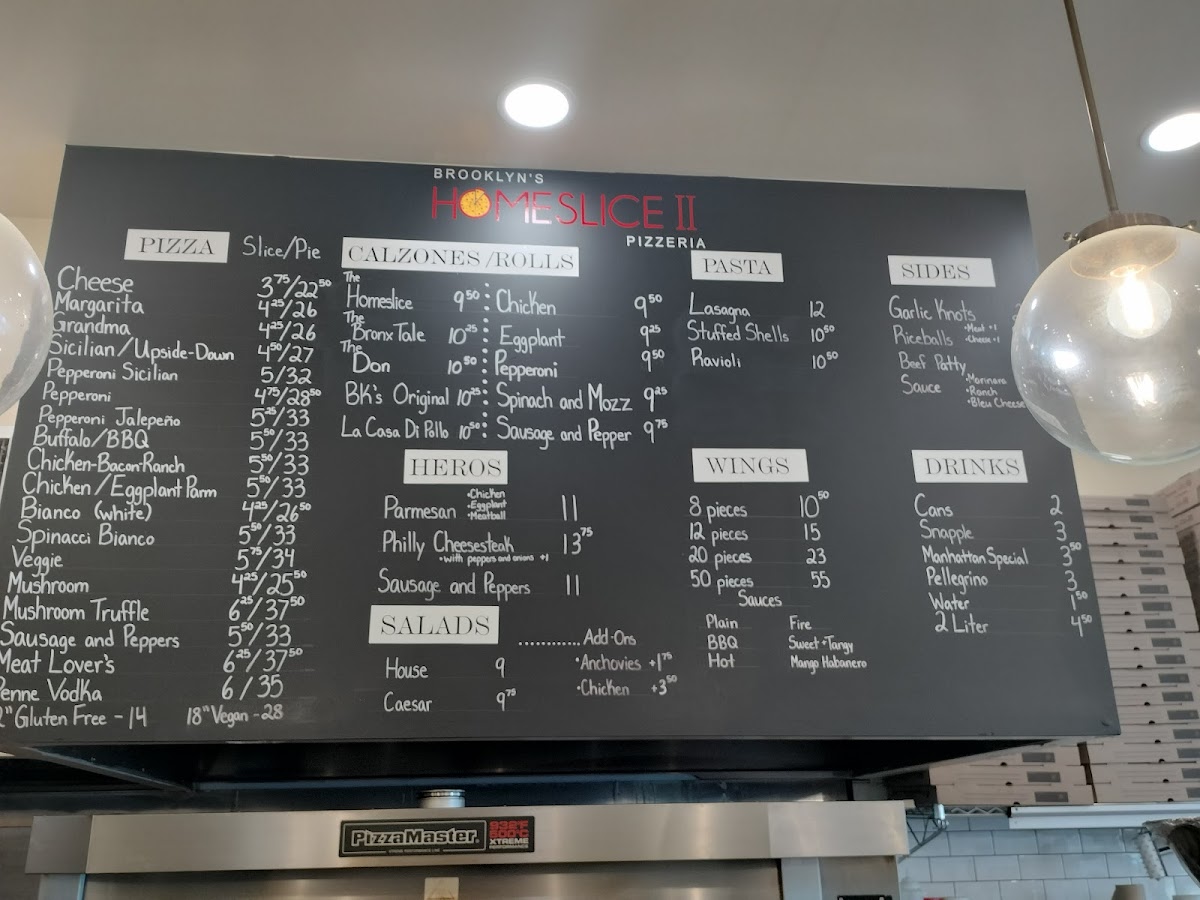 BROOKLYN'S
HOMESLICE II
PIZZERIA
PIZZA Slice/Pie
Cheese 3.75/22.50
Margarita 4.25/26
Grandma 4.25/26
Sicilian/Upside-Down 4.50/27
Pepperoni Sicilian 5/32
Pepperoni 4.75/28.50
Pepperoni Jalepeño 5.25/33
Buffalo/BBQ 5.50/33
Chicken-Bacon-Ranch 5.50/33
Chicken/Eggplant Parm 5.50/33
Bianco (white) 4.25/26.50
Spinacci Bianco 5.50/33
Veggie 5.75/34
Mushroom 4.25/25.50
Mushroom Truffle 6.25/37.50
Sausage and Peppers 5.50/33
Meat Lover's 6.25/37.50
Penne Vodka 6/35
2" Gluten Free - 14 18" Vegan - 28
CALZONES/ROLLS
The Homeslice 9.50
The Bronx Tale 10.25
The Don 10.50
BK's Original 10.25
La Casa Di Pollo 10.50
Chicken 9.50
Eggplant 9.25
Pepperoni 9.50
Spinach and Mozz 9.25
Sausage and Pepper 9.75
HEROS
Parmesan •Chicken •Eggplant •Meatball 11
Philly Cheesesteak 13.75
•with peppers and onions +1
Sausage and Peppers 11
SALADS
House 9
Caesar 9.75
Add-Ons
•Anchovies +1.75
•Chicken +3.50
PASTA
Lasagna 12
Stuffed Shells 10.50
Ravioli 10.50
WINGS
8 pieces 10.50
12 pieces 15
20 pieces 23
50 pieces 55
Sauces
Plain Fire
BBQ Sweet+Tangy
Hot Mango Habanero
SIDES
Garlic Knots
Riceballs •Meat +1 •Cheese +1
Beef Patty
Sauce •Marinara •Ranch •Bleu Cheese
DRINKS
Cans 2
Snapple 3
Manhattan Special 3.50
Pellegrino 3
Water 1.50
2 Liter 4.50
PizzaMaster.
932°F
500°C
XTREME
PERFORMANCE